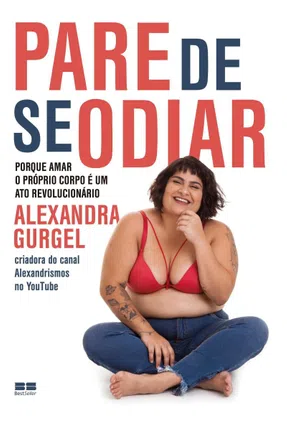 PARE DE
SE ODIAR
PORQUE AMAR
O PRÓPRIO CORPO É UM
ATO REVOLUCIONÁRIO
ALEXANDRA
GURGEL
criadora do canal
Alexandrismos
no YouTube
BestSeller